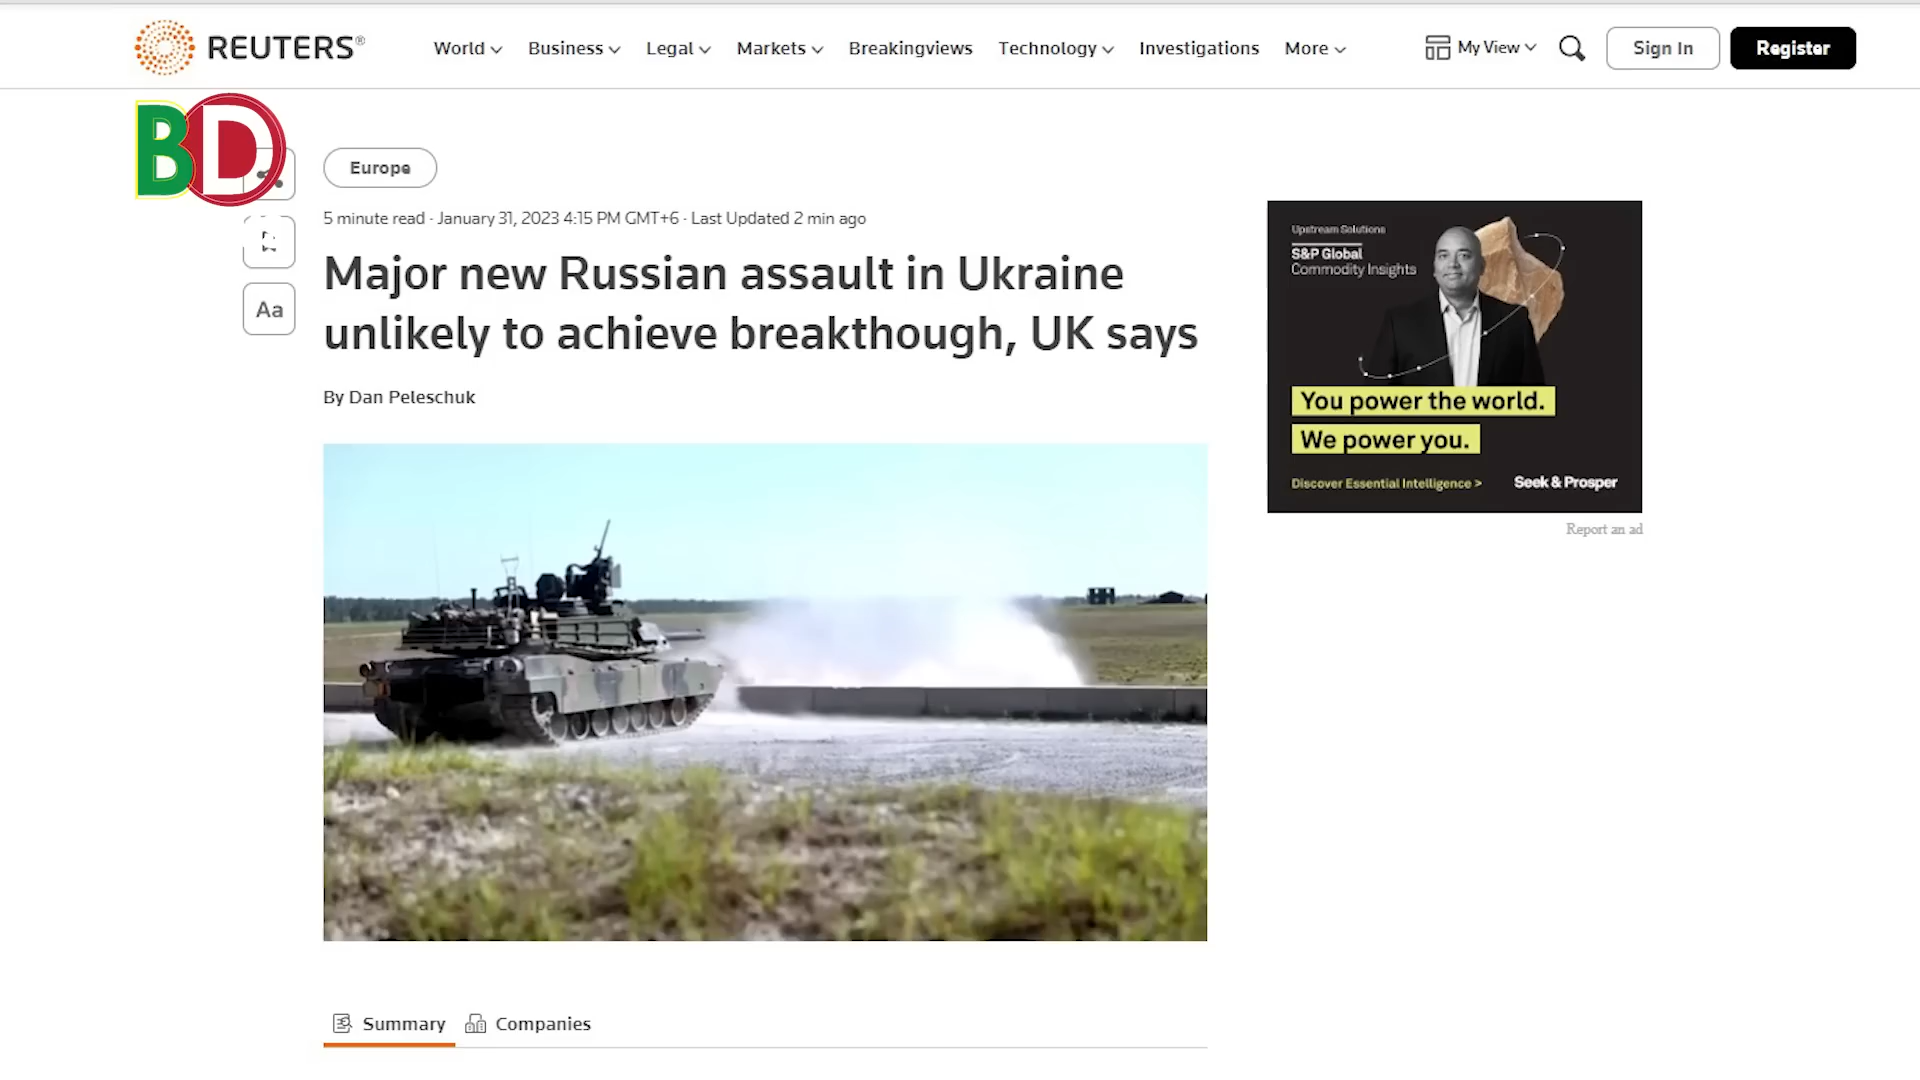 REUTERS®
World
Business
Legal
Markets
Breakingviews
Technology
Investigations
More
My View
Sign In
Register
BD
Europe
5 minute read · January 31, 2023 4:15 PM GMT+6 · Last Updated 2 min ago
Aa
Major new Russian assault in Ukraine
unlikely to achieve breakthough, UK says
By Dan Peleschuk
Upstream Solutions
S&P Global
Commodity Insights
You power the world.
We power you.
Discover Essential Intelligence >
Seek & Prosper
Report an ad
Summary
Companies